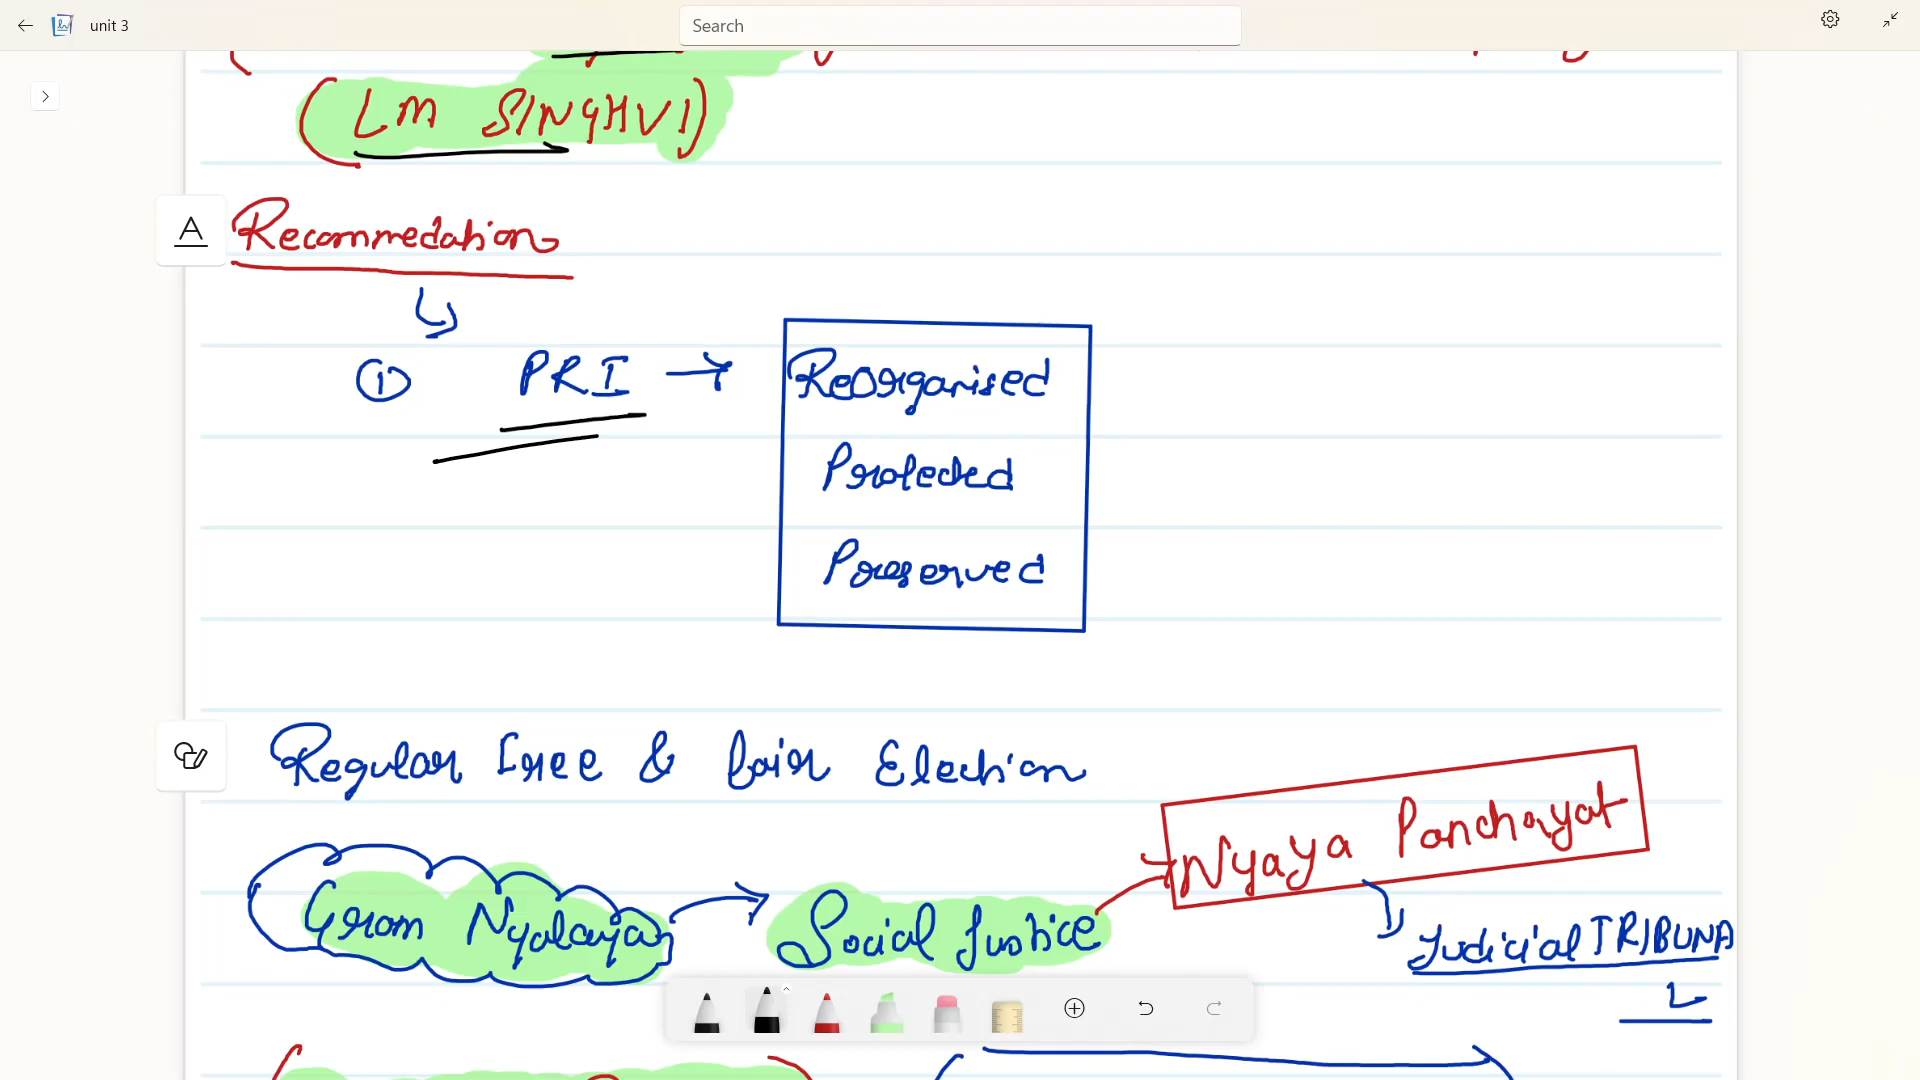 unit 3
Search
(LM SINGHVI)
A
Recommedation
① PRI → Reorganised
Protected
Preserved
Regular Free & fair Election
Nyaya Panchayat
Gram Nyalaya → Social Justice
Judicial TRIBUNA
L